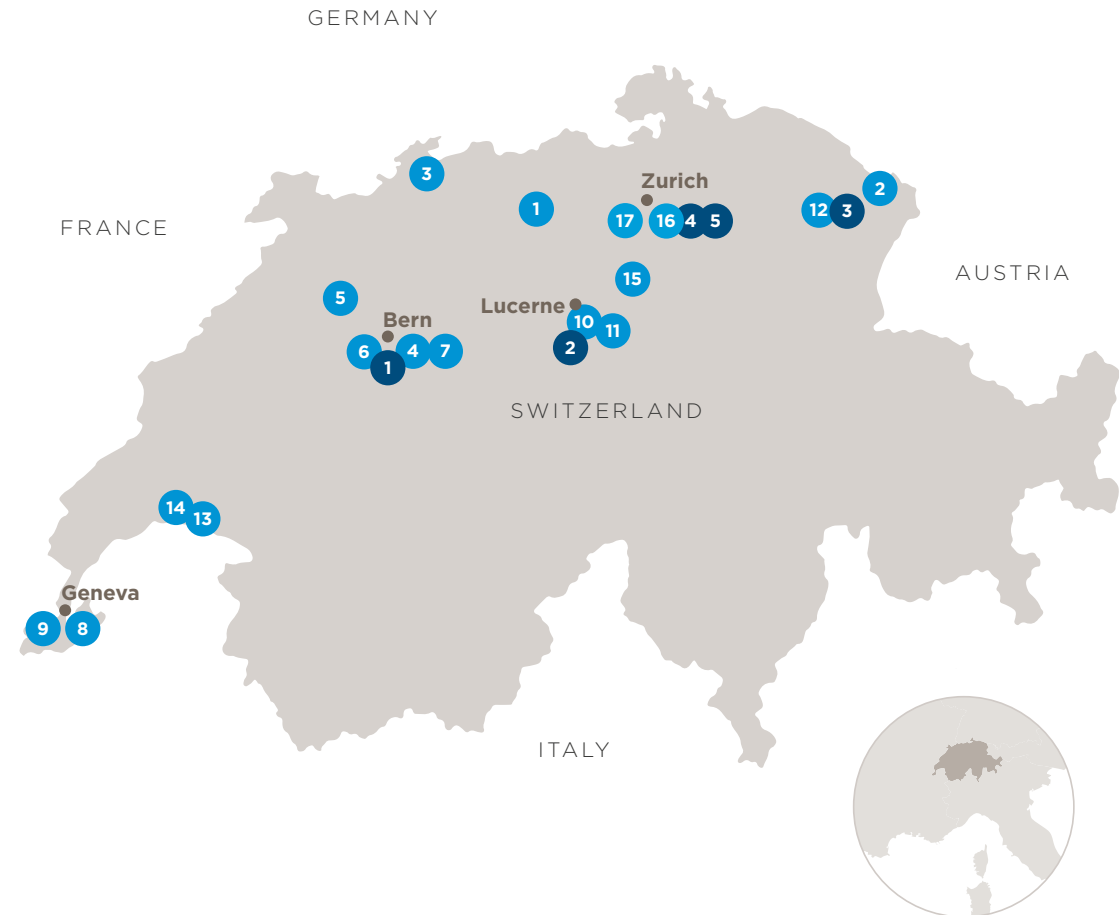 GERMANY
3
Zurich
2
1
12
3
17
16
4
5
FRANCE
AUSTRIA
15
5
Lucerne
10
11
Bern
2
6
4
7
1
SWITZERLAND
14
13
Geneva
9
8
ITALY